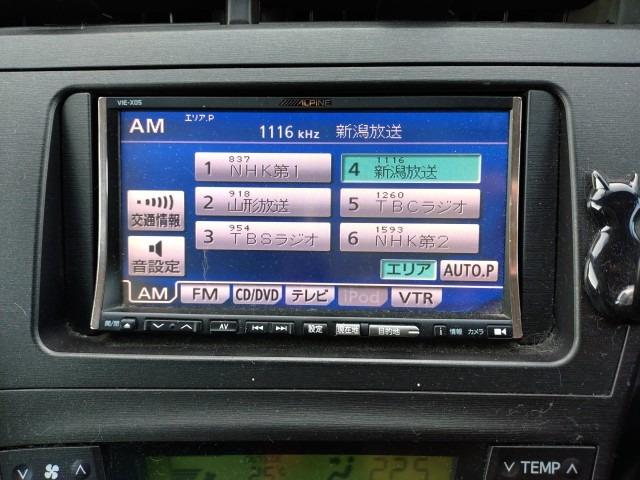 VIE-X05
ALPINE
AM
エリア.P
1116 kHz 新潟放送
1 837 NHK第1
4 1116 新潟放送
2 918 山形放送
5 1260 TBCラジオ
3 954 TBSラジオ
6 1593 NHK第2
交通情報
音設定
エリア
AUTO.P
AM
FM
CD/DVD
テレビ
iPod
VTR
開/閉
AV
設定
現在地
目的地
i 情報
カメラ
TEMP